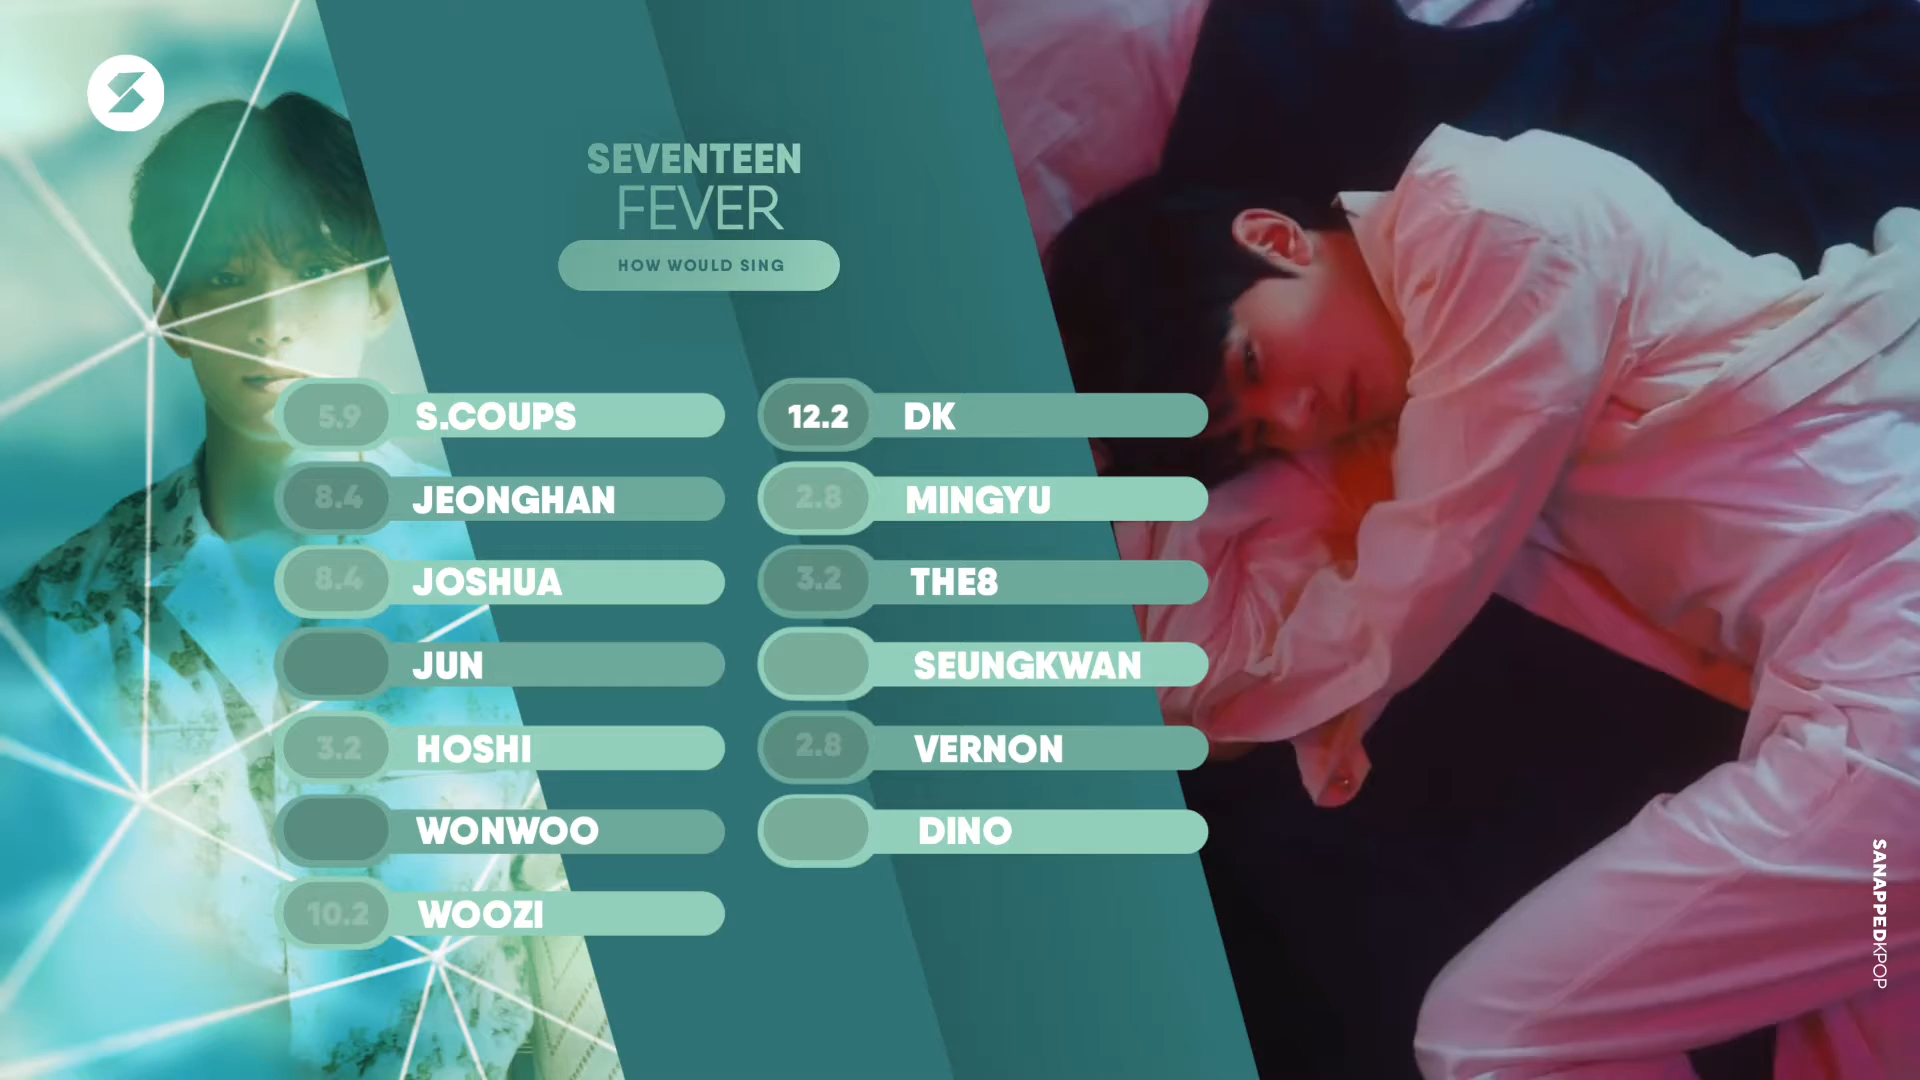 SEVENTEEN
FEVER
HOW WOULD SING
5.9 S.COUPS
8.4 JEONGHAN
8.4 JOSHUA
JUN
3.2 HOSHI
WONWOO
10.2 WOOZI
12.2 DK
2.8 MINGYU
3.2 THE8
SEUNGKWAN
2.8 VERNON
DINO
SANAPPEDKPOP